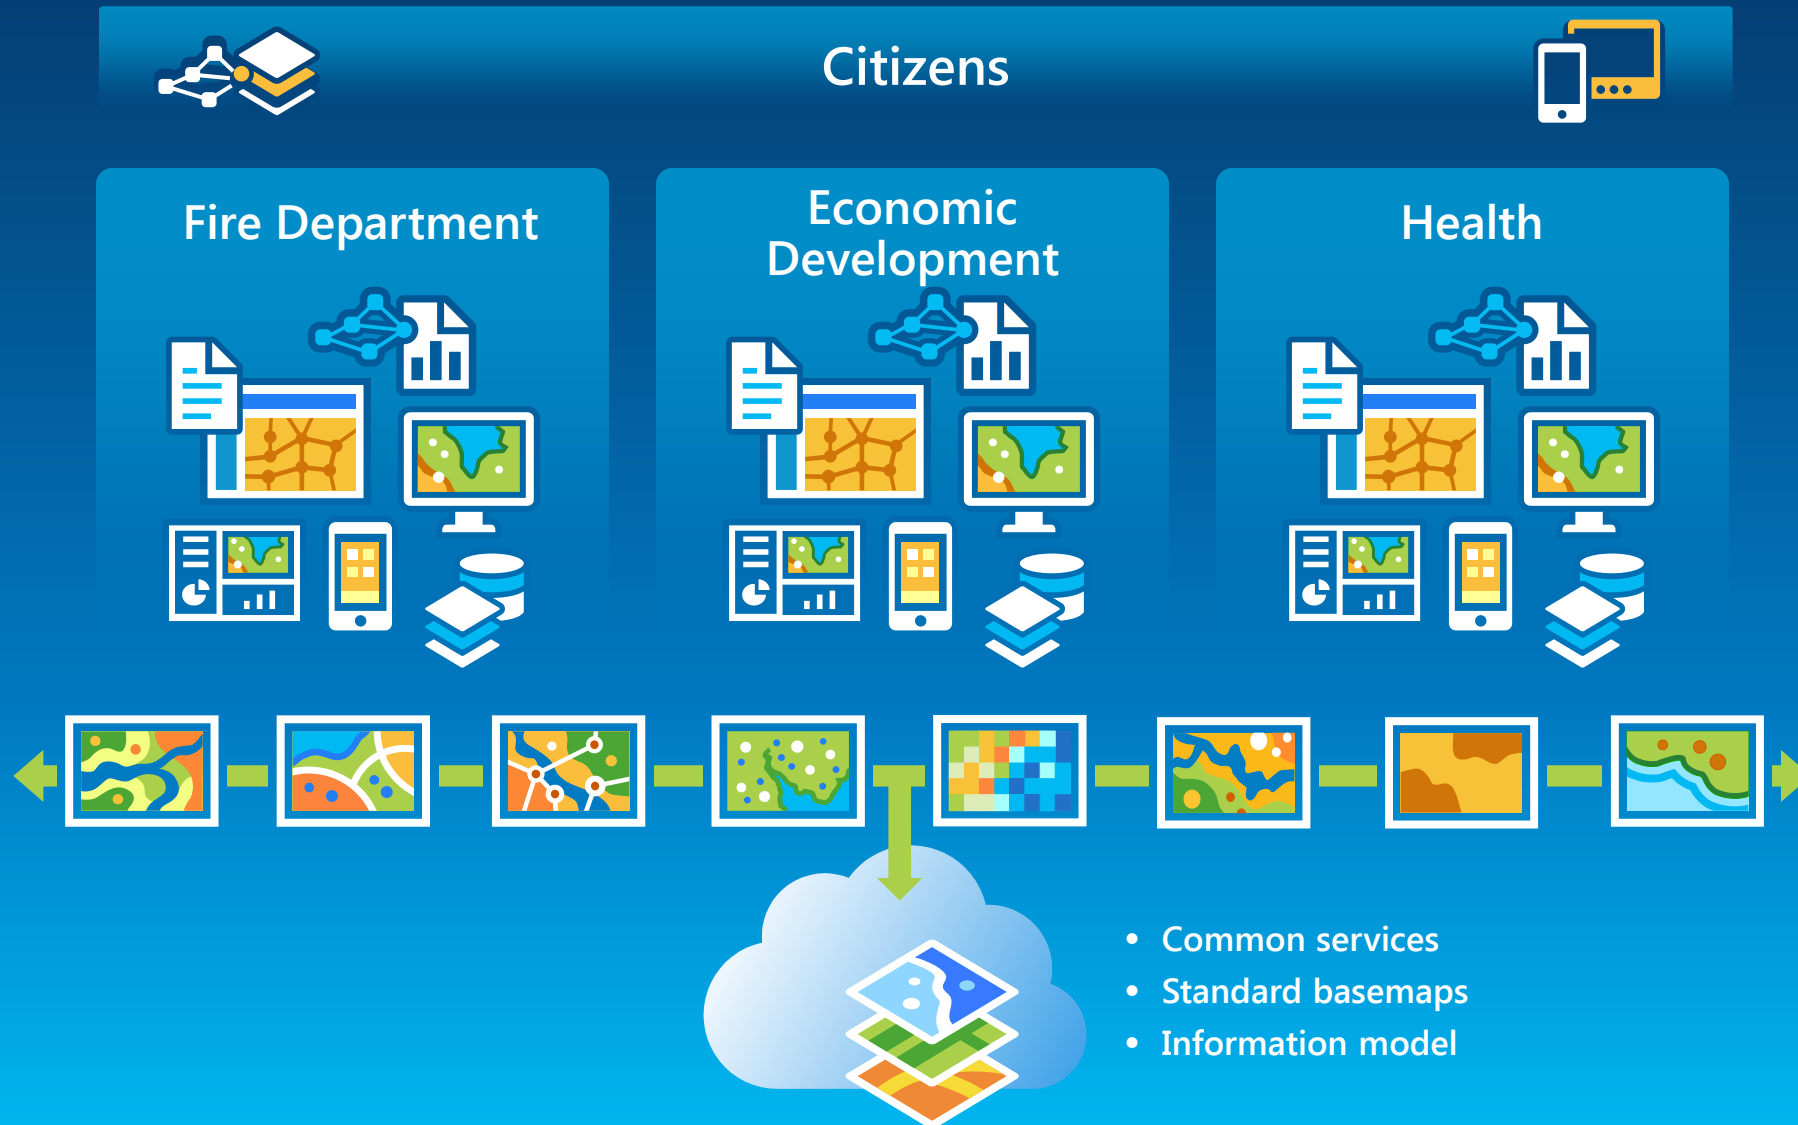 Citizens
Fire Department
Economic
Development
Health
• Common services
• Standard basemaps
• Information model